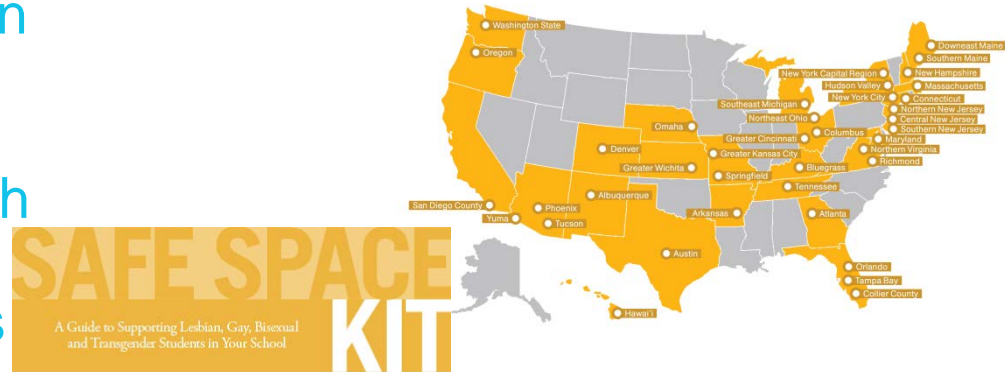 n
h
s
SAFE SPACE
KIT
A Guide to Supporting Lesbian, Gay, Bisexual
and Transgender Students in Your School
Washington State
Oregon
San Diego County
Yuma
Phoenix
Tucson
Albuquerque
Denver
Omaha
Greater Wichita
Greater Kansas City
Springfield
Arkansas
Austin
Hawai'i
Southeast Michigan
Northeast Ohio
Greater Cincinnati
Columbus
Bluegrass
Tennessee
Atlanta
Orlando
Tampa Bay
Collier County
New York Capital Region
Hudson Valley
New York City
Downeast Maine
Southern Maine
New Hampshire
Massachusetts
Connecticut
Northern New Jersey
Central New Jersey
Southern New Jersey
Maryland
Northern Virginia
Richmond